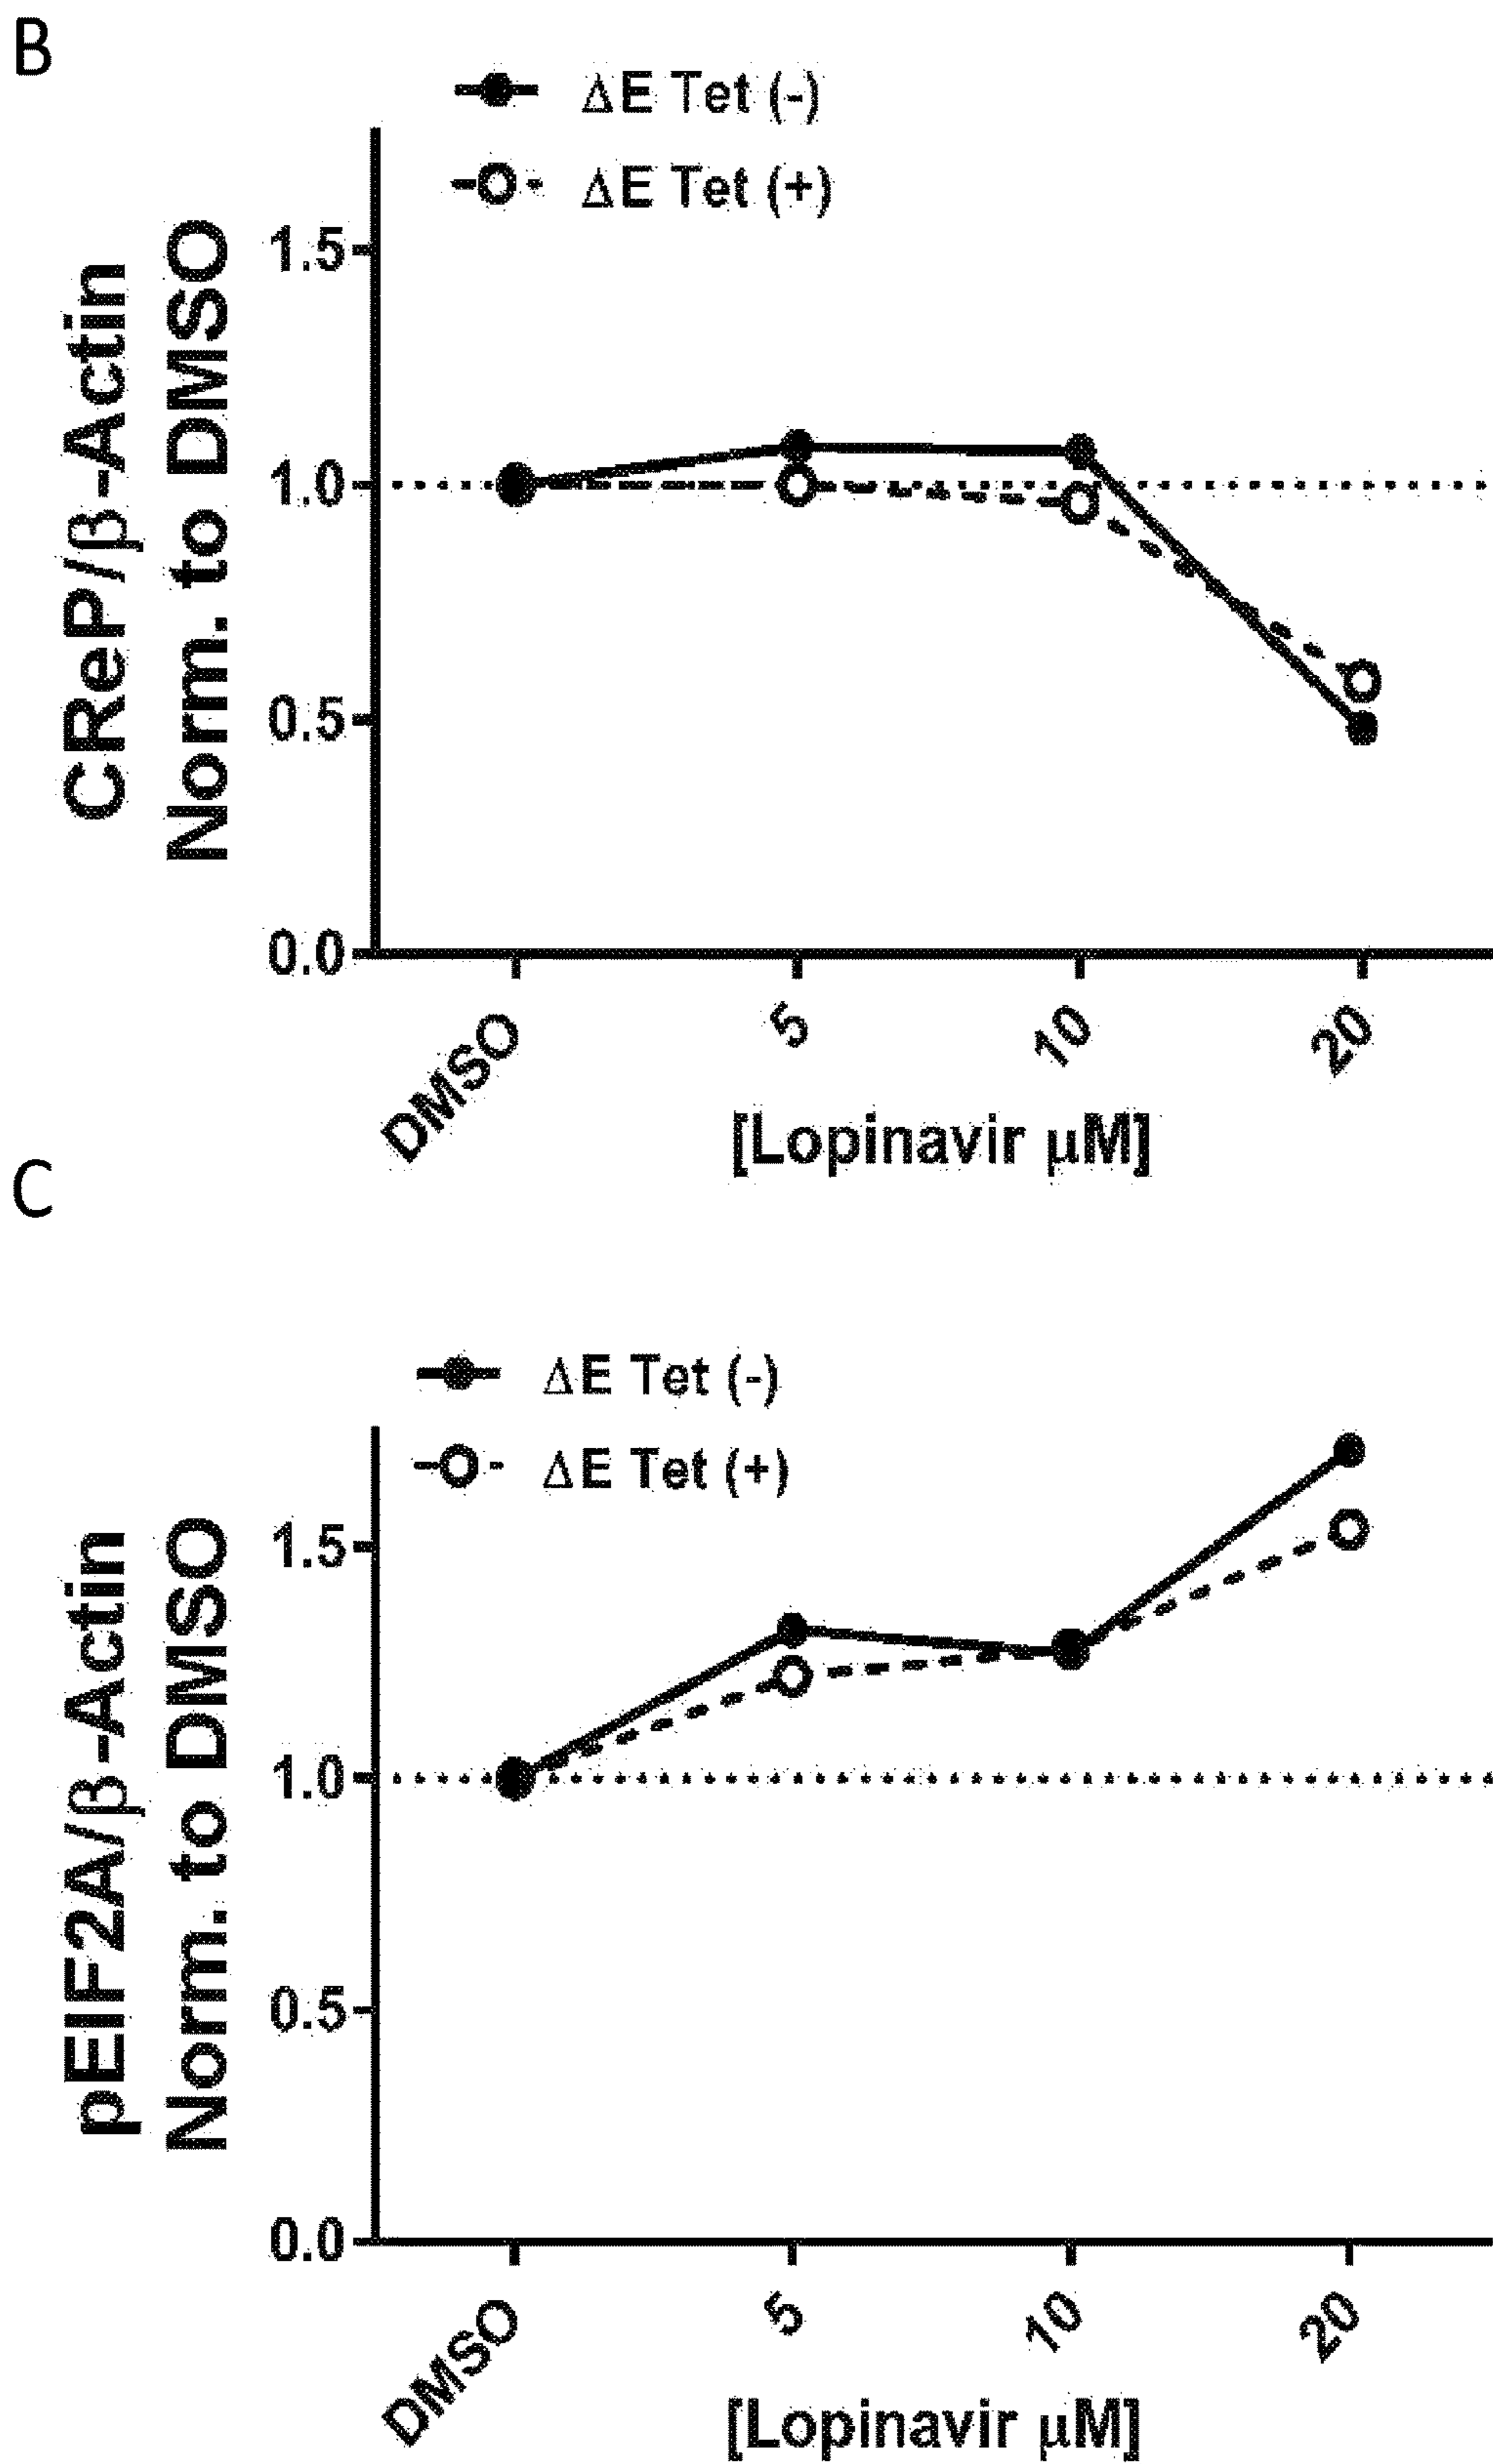 B
ΔE Tet (-)
ΔE Tet (+)
CReP/β-Actin
Norm. to DMSO
1.5
1.0
0.5
0.0
DMSO
5
10
20
[Lopinavir μM]
C
ΔE Tet (-)
ΔE Tet (+)
pEIF2A/β-Actin
Norm. to DMSO
1.5
1.0
0.5
0.0
DMSO
5
10
20
[Lopinavir μM]